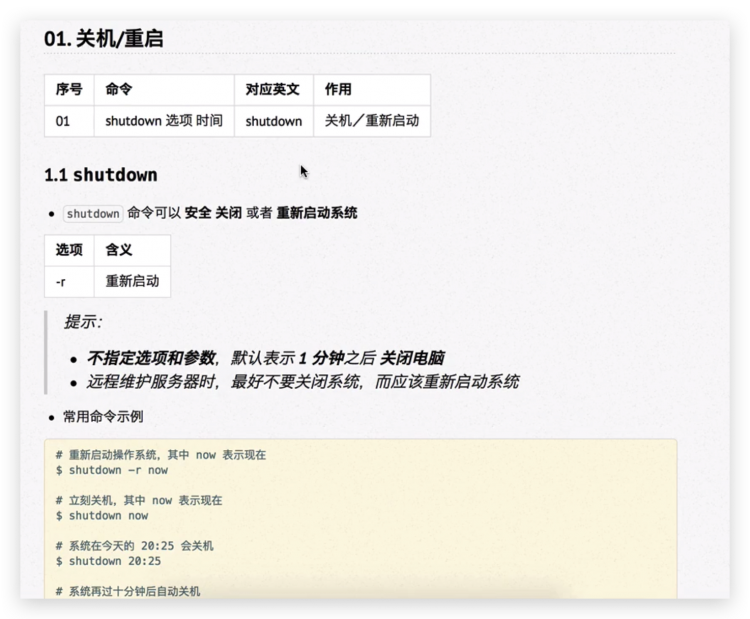 01. 关机/重启
序号 命令 对应英文 作用
01 shutdown 选项 时间 shutdown 关机／重新启动
1.1 shutdown
• shutdown 命令可以 安全 关闭 或者 重新启动系统
选项 含义
-r 重新启动
提示：
• 不指定选项和参数，默认表示 1 分钟之后 关闭电脑
• 远程维护服务器时，最好不要关闭系统，而应该重新启动系统
• 常用命令示例
# 重新启动操作系统，其中 now 表示现在
$ shutdown -r now
# 立刻关机，其中 now 表示现在
$ shutdown now
# 系统在今天的 20:25 会关机
$ shutdown 20:25
# 系统再过十分钟后自动关机